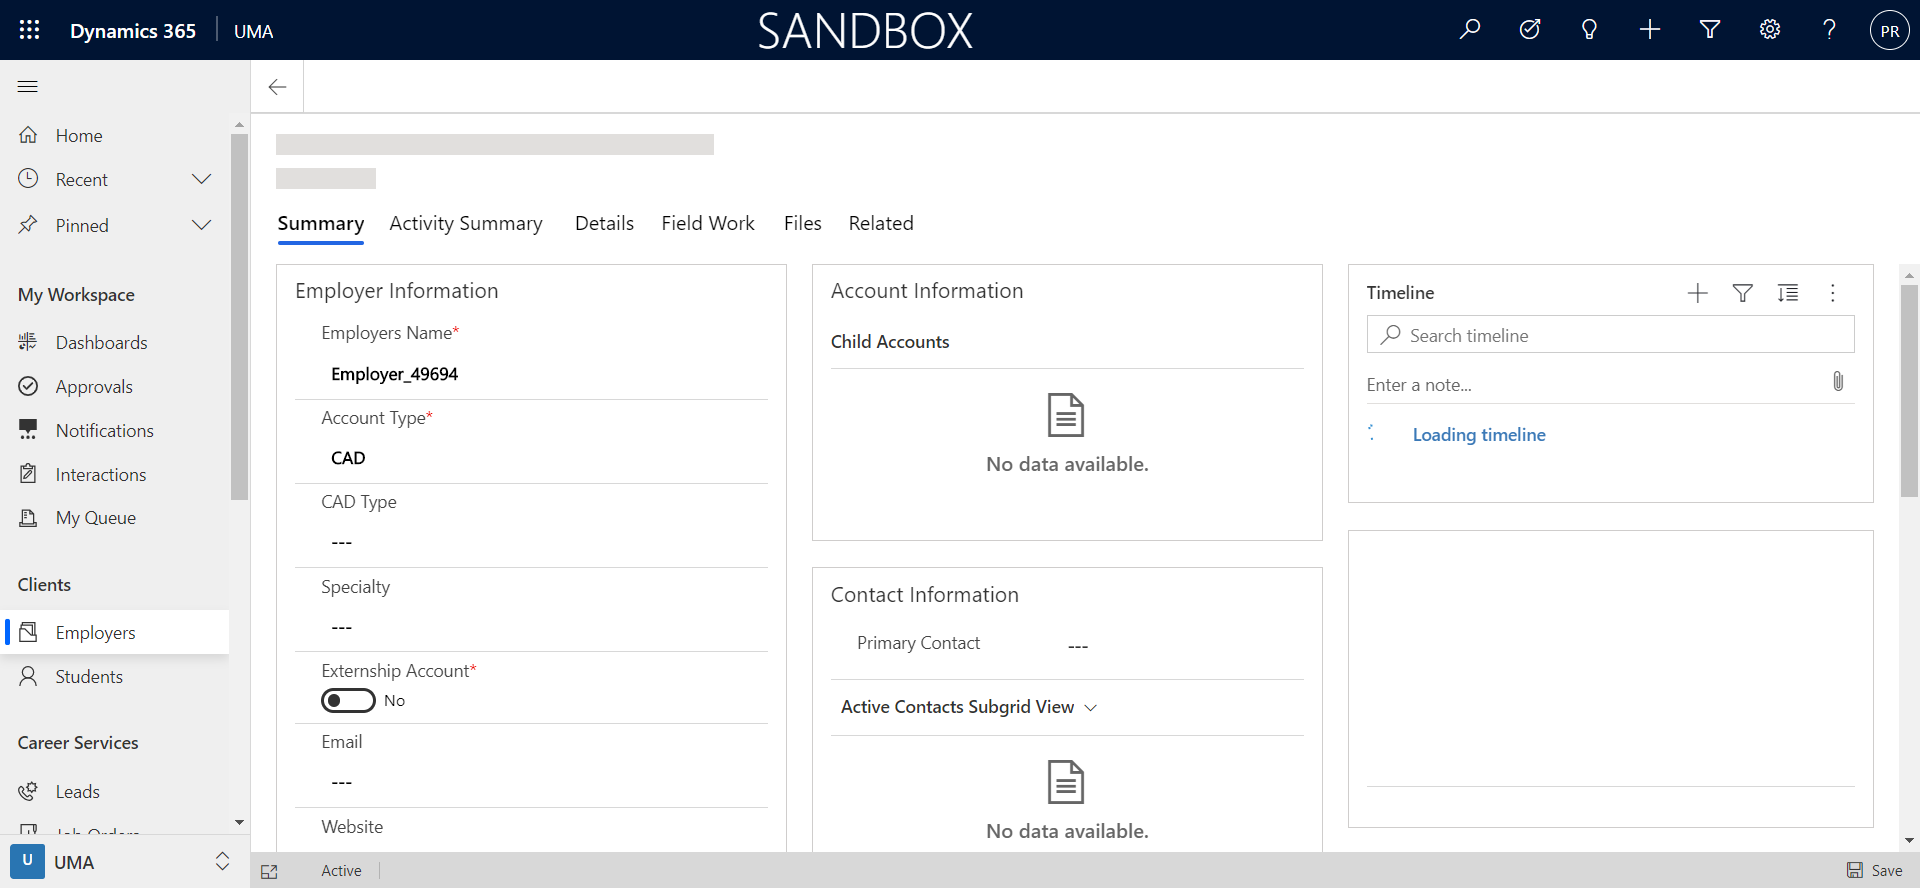 Dynamics 365
UMA
SANDBOX
PR
Home
Recent
Pinned
My Workspace
Dashboards
Approvals
Notifications
Interactions
My Queue
Clients
Employers
Students
Career Services
Leads
Job Orders
U
UMA
Summary
Activity Summary
Details
Field Work
Files
Related
Employer Information
Employers Name*
Employer_49694
Account Type*
CAD
CAD Type
---
Specialty
---
Externship Account*
No
Email
---
Website
Account Information
Child Accounts
No data available.
Contact Information
Primary Contact
---
Active Contacts Subgrid View
No data available.
Timeline
Search timeline
Enter a note...
Loading timeline
Active
Save